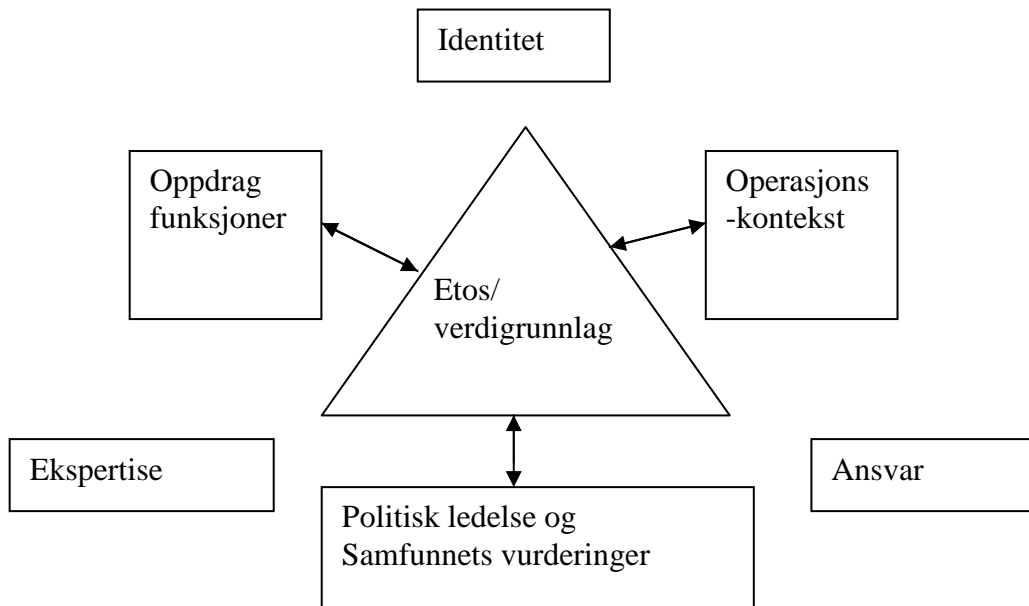 Identitet
Oppdrag
funksjoner
Operasjons
-kontekst
Etos/
verdigrunnlag
Ekspertise
Ansvar
Politisk ledelse og
Samfunnets vurderinger